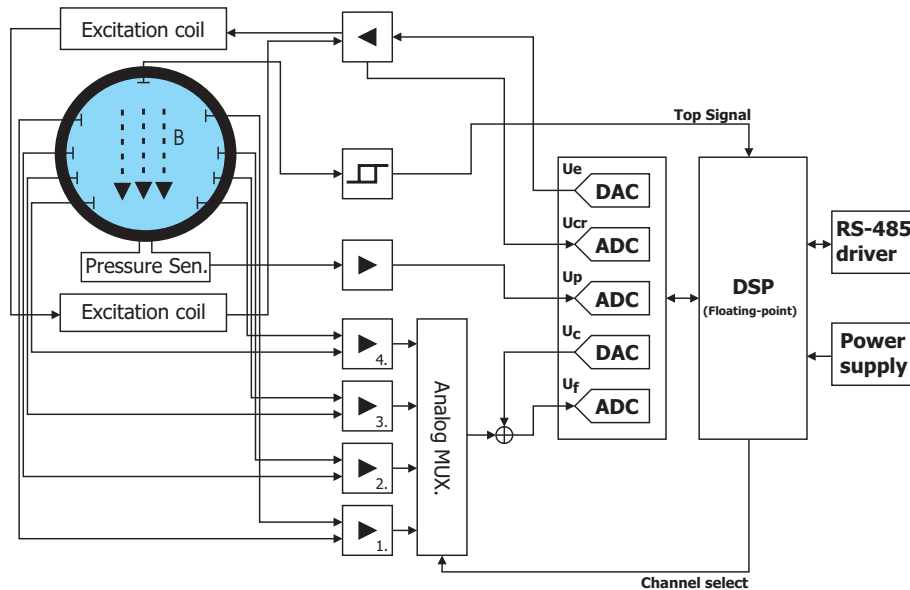 Excitation coil
B
Top Signal
Ue
DAC
Ucr
ADC
RS-485
driver
Pressure Sen.
Up
ADC
DSP
(Floating-point)
Excitation coil
Uc
DAC
Power
supply
4.
Uf
ADC
3.
Analog MUX.
2.
1.
Channel select